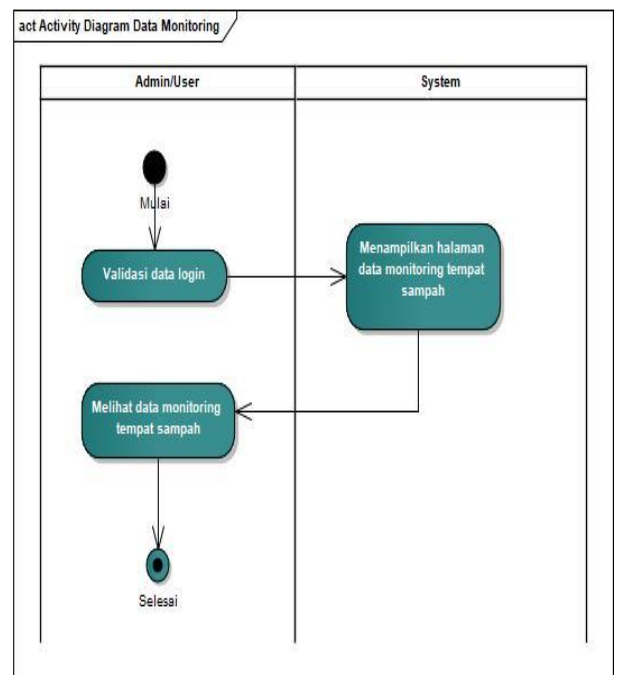 act Activity Diagram Data Monitoring
Admin/User
System
Mulai
Validasi data login
Menampilkan halaman
data monitoring tempat
sampah
Melihat data monitoring
tempat sampah
Selesai